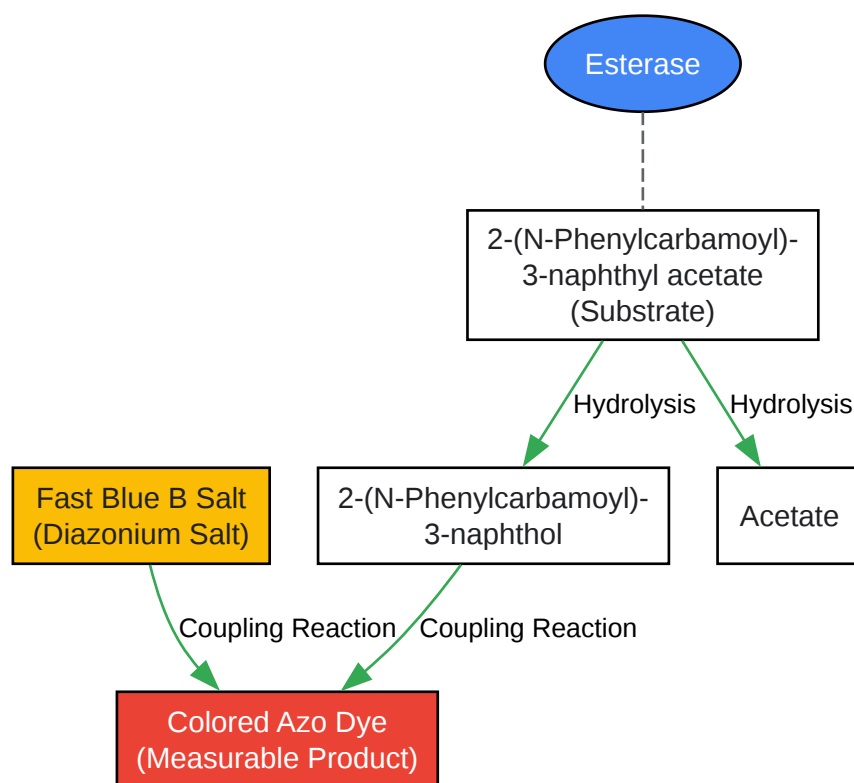 Esterase
2-(N-Phenylcarbamoyl)-
3-naphthyl acetate
(Substrate)
Hydrolysis
Hydrolysis
Fast Blue B Salt
(Diazonium Salt)
2-(N-Phenylcarbamoyl)-
3-naphthol
Acetate
Coupling Reaction
Coupling Reaction
Colored Azo Dye
(Measurable Product)